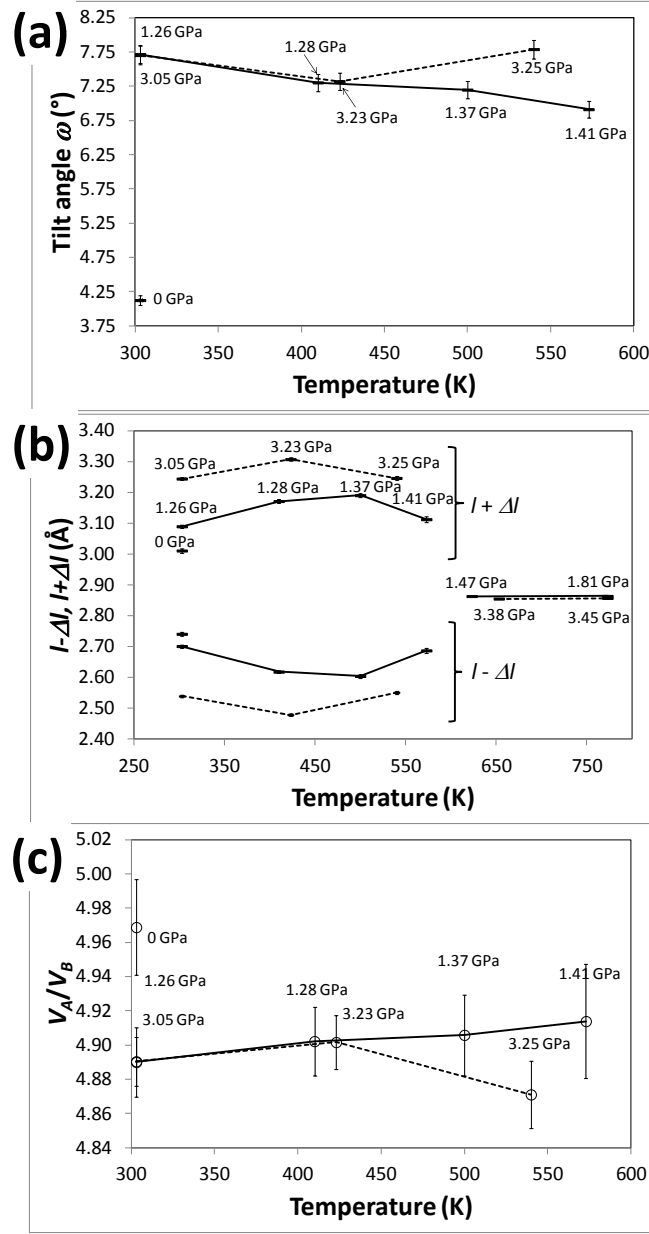 (a)
8.25
7.75
7.25
6.75
6.25
5.75
5.25
4.75
4.25
3.75
Tilt angle ω (°)
1.26 GPa
3.05 GPa
1.28 GPa
3.23 GPa
3.25 GPa
1.37 GPa
1.41 GPa
0 GPa
300 350 400 450 500 550 600
Temperature (K)
(b)
3.40
3.30
3.20
3.10
3.00
2.90
2.80
2.70
2.60
2.50
2.40
l-Δl, l+Δl (Å)
3.05 GPa
3.23 GPa
3.25 GPa
1.26 GPa
1.28 GPa
1.37 GPa
1.41 GPa
0 GPa
l + Δl
1.47 GPa
1.81 GPa
3.38 GPa
3.45 GPa
l - Δl
250 350 450 550 650 750
Temperature (K)
(c)
5.02
5.00
4.98
4.96
4.94
4.92
4.90
4.88
4.86
4.84
V_A/V_B
0 GPa
1.26 GPa
3.05 GPa
1.28 GPa
3.23 GPa
1.37 GPa
1.41 GPa
3.25 GPa
300 350 400 450 500 550 600
Temperature (K)